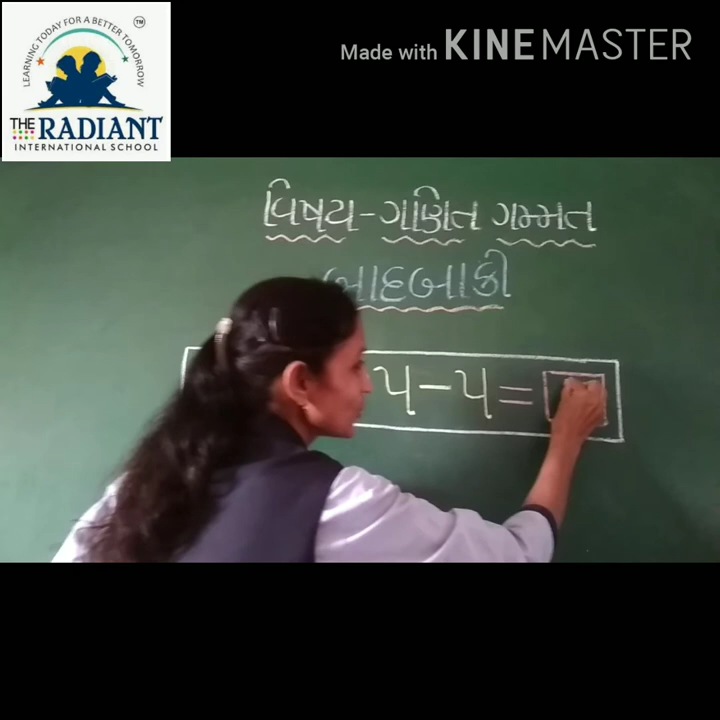 LEARNING TODAY FOR A BETTER TOMORROW
TM
THE RADIANT
INTERNATIONAL SCHOOL
Made with KINEMASTER
વિષય-ગણિત ગમ્મત
બાદબાકી
૫-૫=